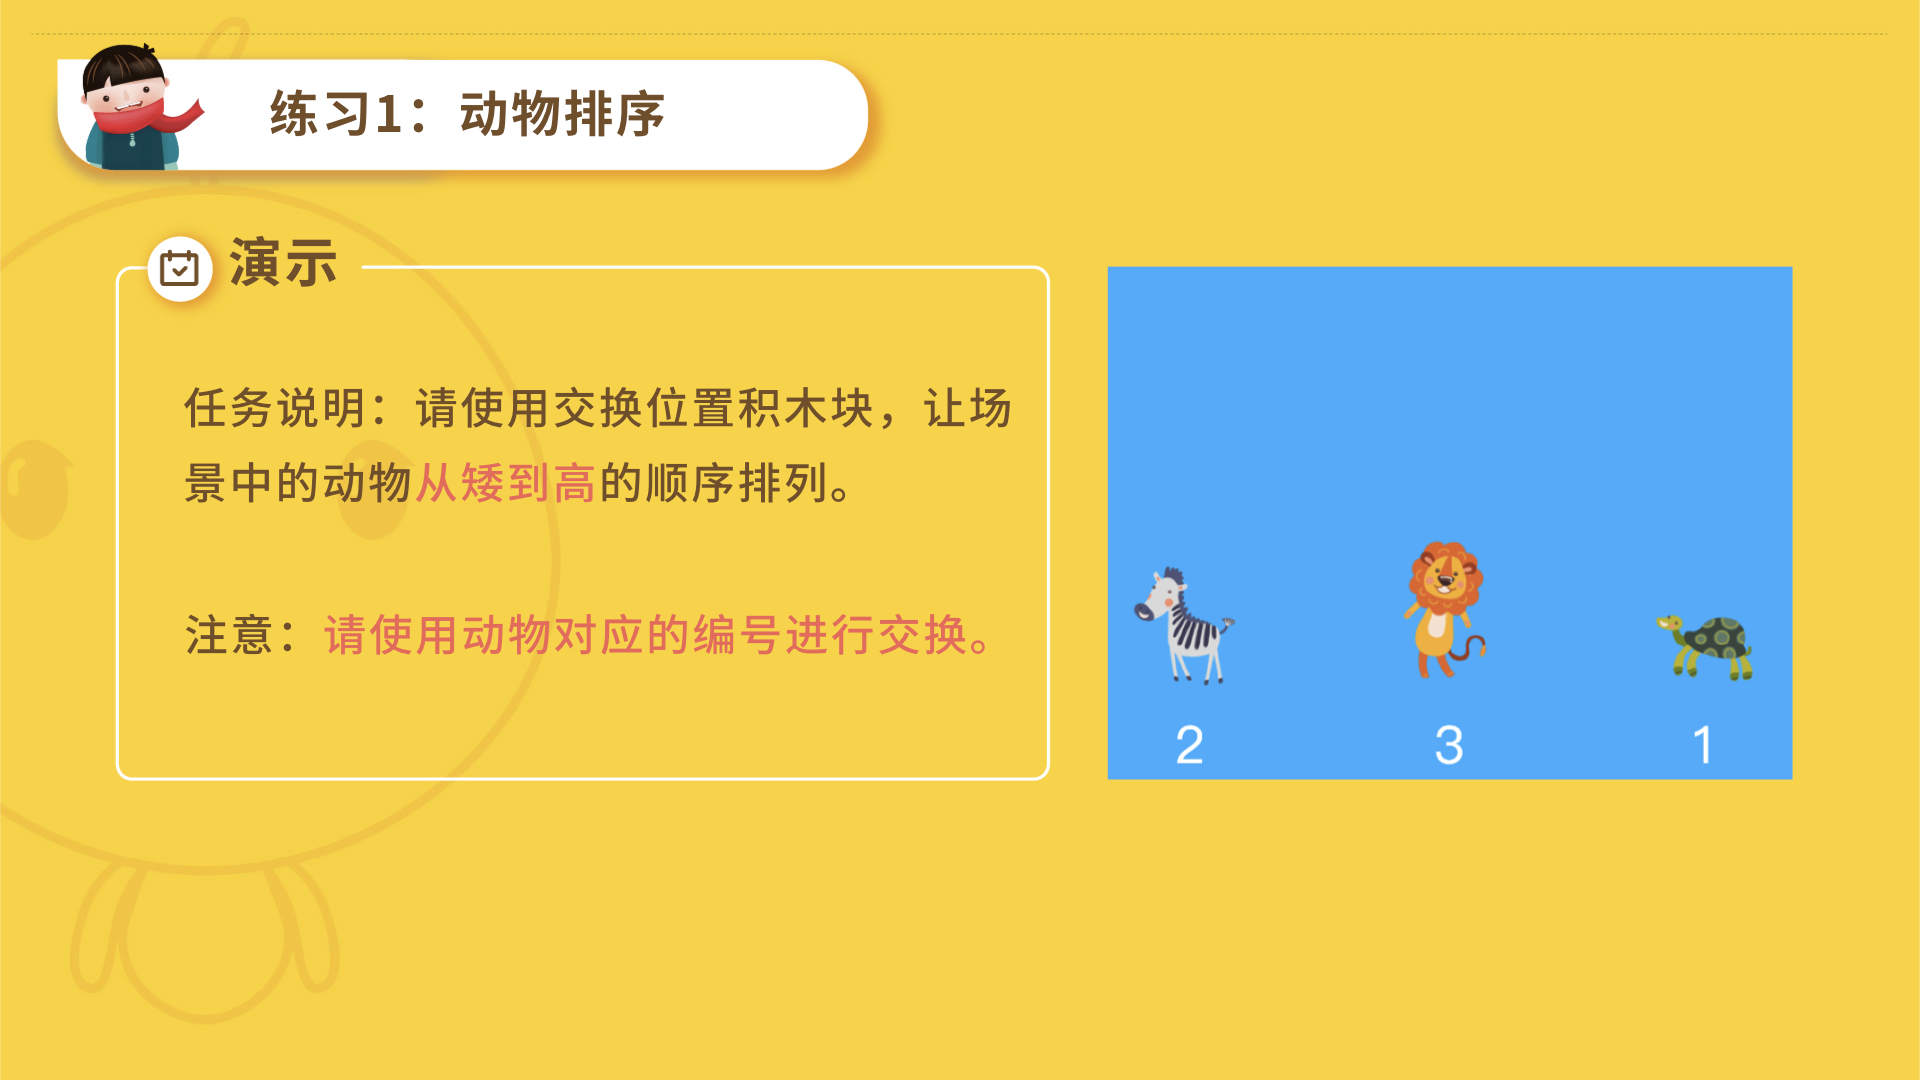 练习1：动物排序
演示
任务说明：请使用交换位置积木块，让场
景中的动物从矮到高的顺序排列。
注意：请使用动物对应的编号进行交换。
2 3 1